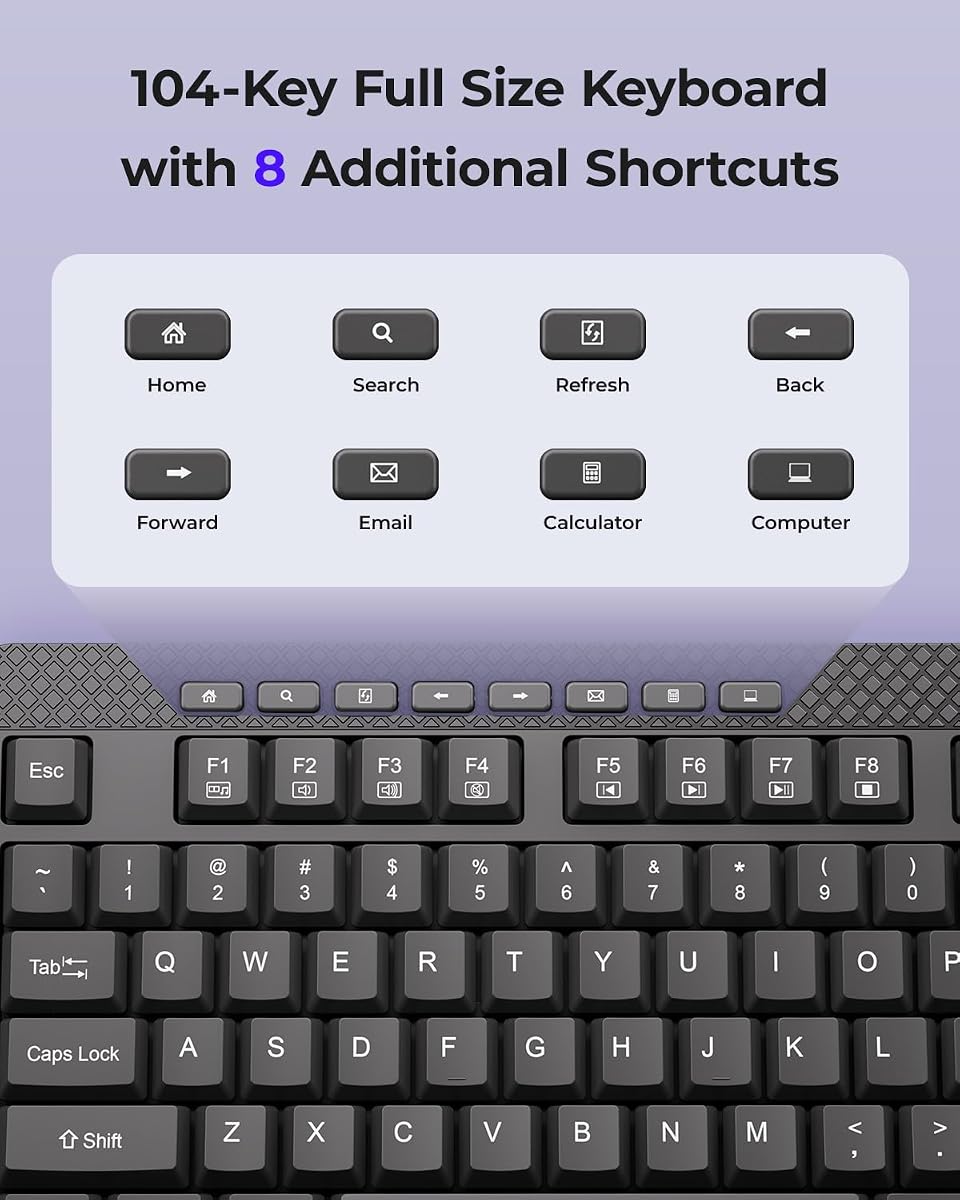 104-Key Full Size Keyboard
with 8 Additional Shortcuts
Home Search Refresh Back
Forward Email Calculator Computer
Esc F1 F2 F3 F4 F5 F6 F7 F8
~ ! @ # $ % ^ & * ( )
` 1 2 3 4 5 6 7 8 9 0
Tab Q W E R T Y U I O P
Caps Lock A S D F G H J K L
Shift Z X C V B N M < >
, .